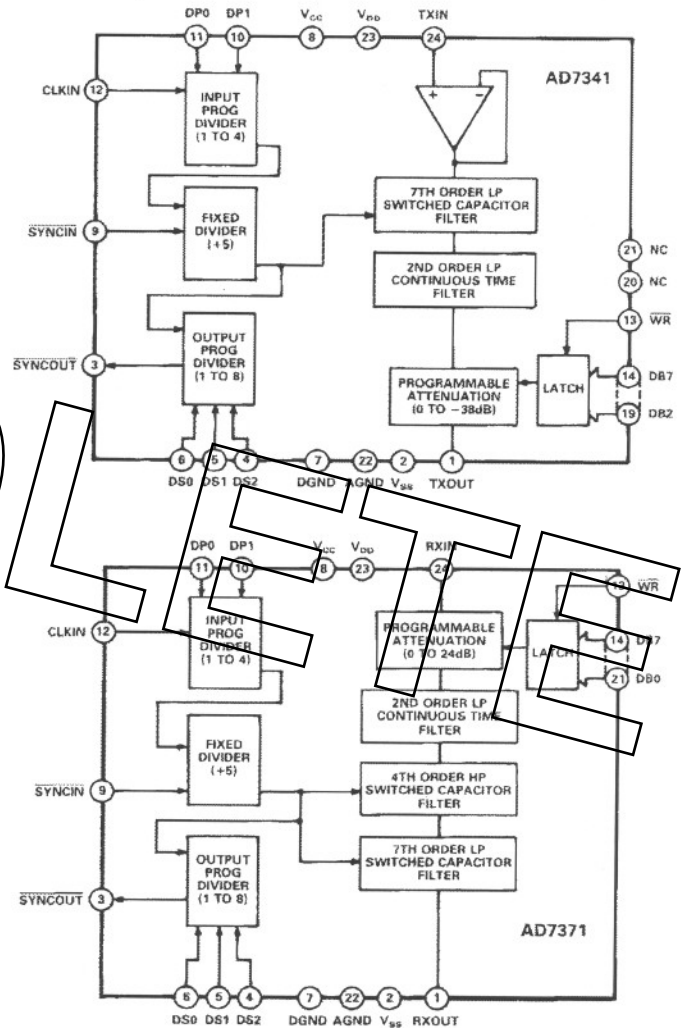 DP0 DP1 VCC VDD TXIN
11 10 8 23 24
AD7341
CLKIN 12
INPUT
PROG
DIVIDER
(1 TO 4)
+ −
7TH ORDER LP
SWITCHED CAPACITOR
FILTER
SYNCIN 9
FIXED
DIVIDER
(÷5)
21 NC
20 NC
2ND ORDER LP
CONTINUOUS TIME
FILTER
13 WR
OUTPUT
PROG
DIVIDER
(1 TO 8)
SYNCOUT 3
PROGRAMMABLE
ATTENUATION
(0 TO −38dB)
LATCH
14 DB7
19 DB2
6 5 4 7 22 2 1
DS0 DS1 DS2 DGND AGND VSS TXOUT
LETE
DP0 DP1 VCC VDD RXIN
11 10 8 23 24
13 WR
CLKIN 12
INPUT
PROG
DIVIDER
(1 TO 4)
PROGRAMMABLE
ATTENUATION
(0 TO 24dB)
LATCH
14 DB7
21 DB0
2ND ORDER LP
CONTINUOUS TIME
FILTER
FIXED
DIVIDER
(÷5)
SYNCIN 9
4TH ORDER HP
SWITCHED CAPACITOR
FILTER
OUTPUT
PROG
DIVIDER
(1 TO 8)
7TH ORDER LP
SWITCHED CAPACITOR
FILTER
SYNCOUT 3
AD7371
6 5 4 7 22 2 1
DS0 DS1 DS2 DGND AGND VSS RXOUT